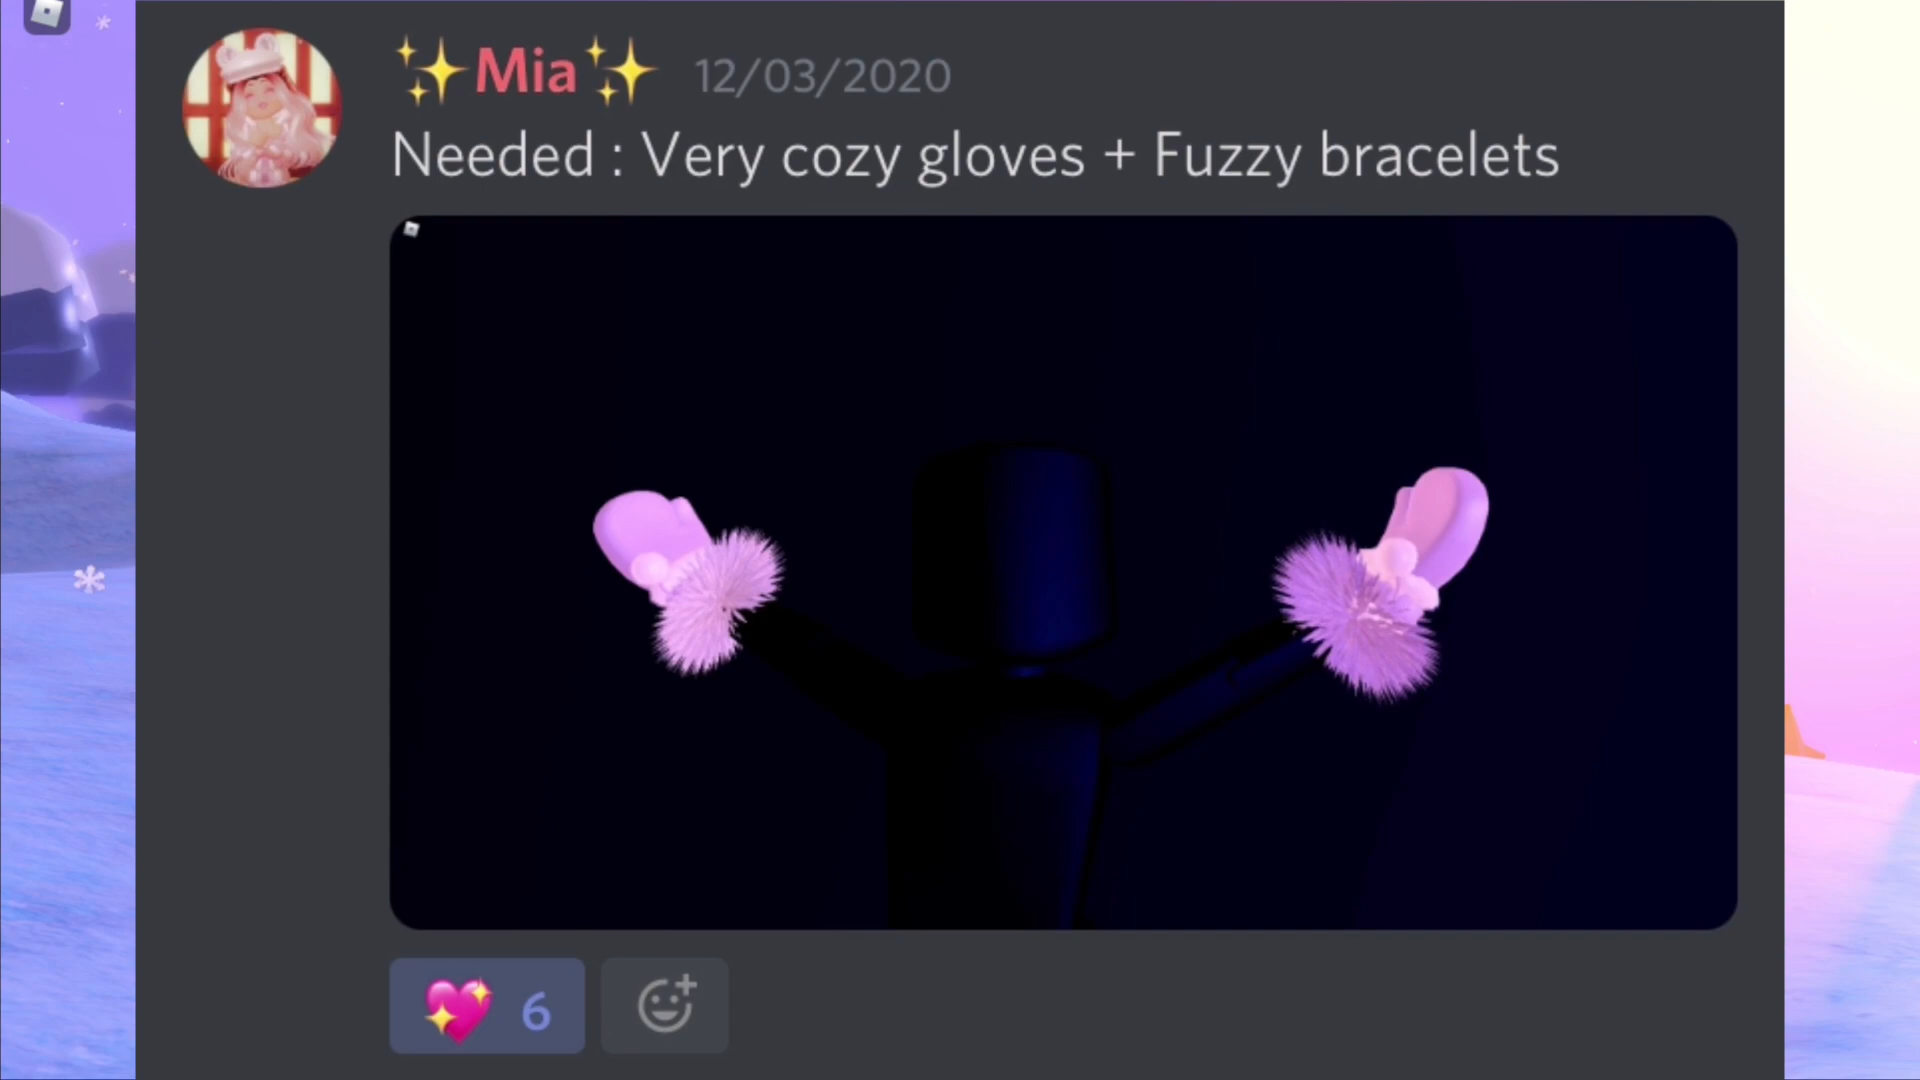 ✨Mia✨ 12/03/2020
Needed : Very cozy gloves + Fuzzy bracelets
💖 6